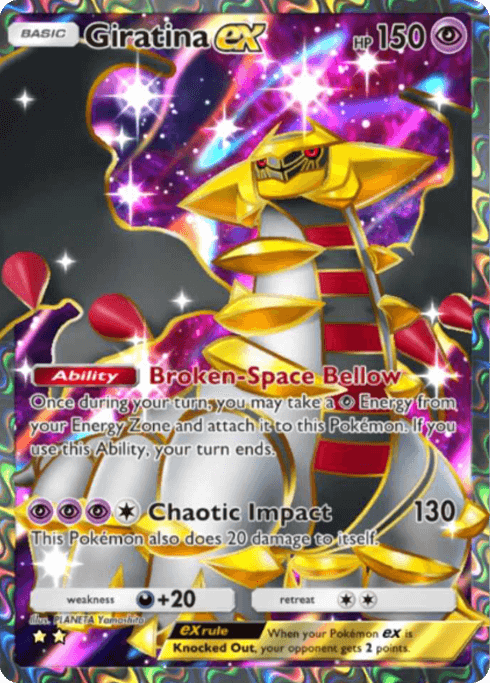 BASIC Giratina ex HP 150
Ability Broken-Space Bellow
Once during your turn, you may take a Energy from
your Energy Zone and attach it to this Pokémon. If you
use this Ability, your turn ends.
Chaotic Impact 130
This Pokémon also does 20 damage to itself.
weakness +20 retreat
Illus. PLANETA Yamashita
ex rule When your Pokémon ex is
Knocked Out, your opponent gets 2 points.